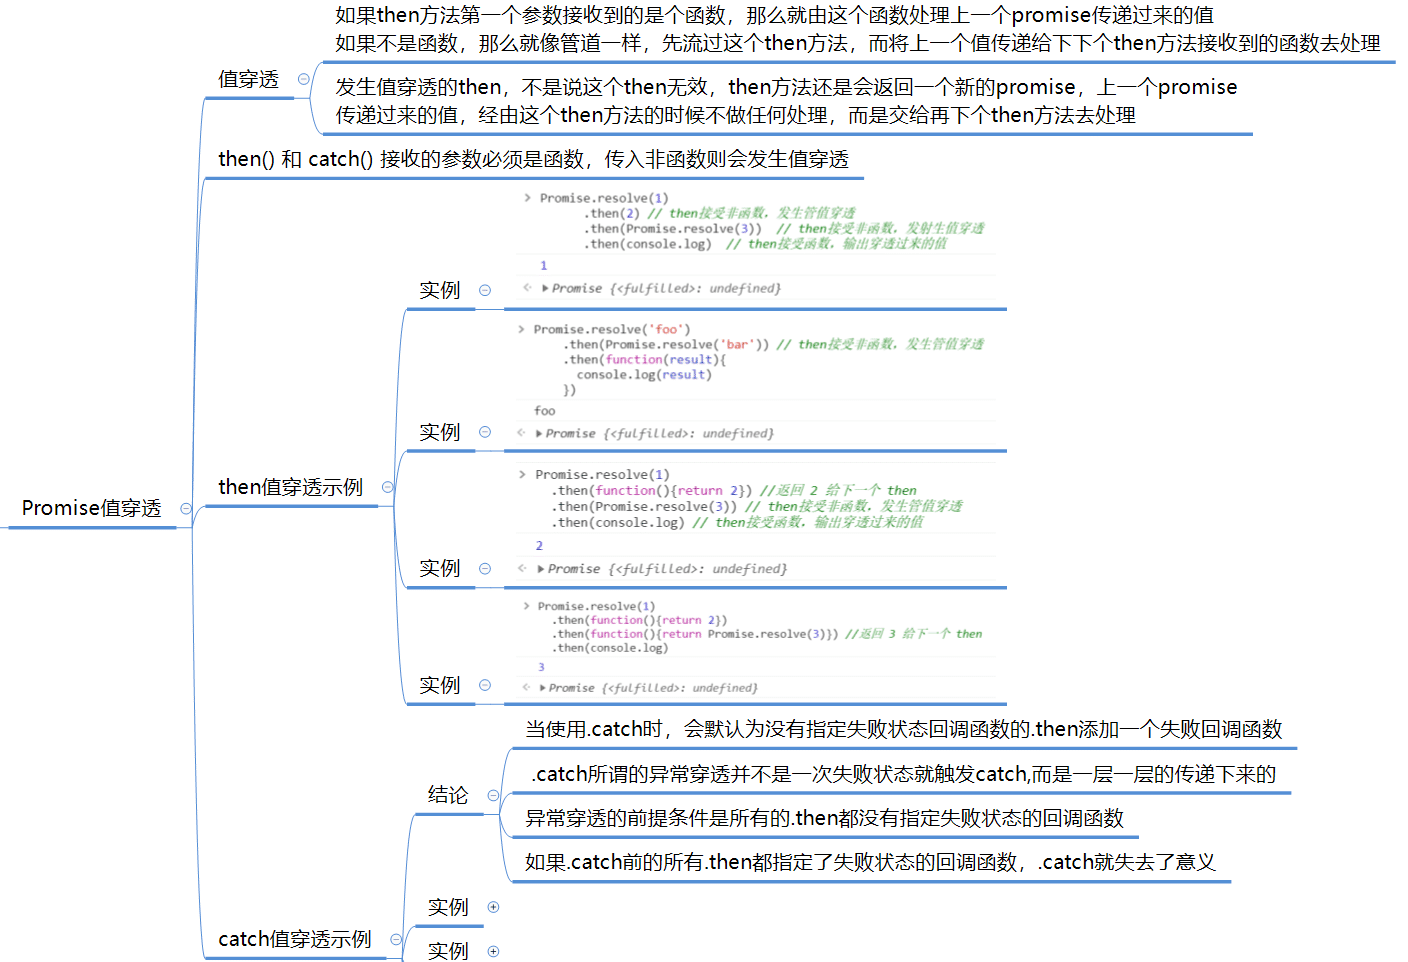 如果then方法第一个参数接收到的是个函数，那么就由这个函数处理上一个promise传递过来的值
如果不是函数，那么就像管道一样，先流过这个then方法，而将上一个值传递给下下个then方法接收到的函数去处理
值穿透
发生值穿透的then，不是说这个then无效，then方法还是会返回一个新的promise，上一个promise
传递过来的值，经由这个then方法的时候不做任何处理，而是交给再下个then方法去处理
then() 和 catch() 接收的参数必须是函数，传入非函数则会发生值穿透
> Promise.resolve(1)
.then(2) // then接受非函数，发生管值穿透
.then(Promise.resolve(3))  // then接受非函数，发射生值穿透
.then(console.log)  // then接受函数，输出穿透过来的值
1
实例
Promise {<fulfilled>: undefined}
> Promise.resolve('foo')
.then(Promise.resolve('bar')) // then接受非函数，发生管值穿透
.then(function(result){
console.log(result)
})
foo
实例
Promise {<fulfilled>: undefined}
> Promise.resolve(1)
.then(function(){return 2}) //返回 2 给下一个 then
.then(Promise.resolve(3)) // then接受非函数，发生管值穿透
.then(console.log) // then接受函数，输出穿透过来的值
2
实例
Promise {<fulfilled>: undefined}
then值穿透示例
Promise值穿透
> Promise.resolve(1)
.then(function(){return 2})
.then(function(){return Promise.resolve(3)}) //返回 3 给下一个 then
.then(console.log)
3
实例
Promise {<fulfilled>: undefined}
当使用.catch时，会默认为没有指定失败状态回调函数的.then添加一个失败回调函数
.catch所谓的异常穿透并不是一次失败状态就触发catch,而是一层一层的传递下来的
结论
异常穿透的前提条件是所有的.then都没有指定失败状态的回调函数
如果.catch前的所有.then都指定了失败状态的回调函数，.catch就失去了意义
实例
catch值穿透示例
实例